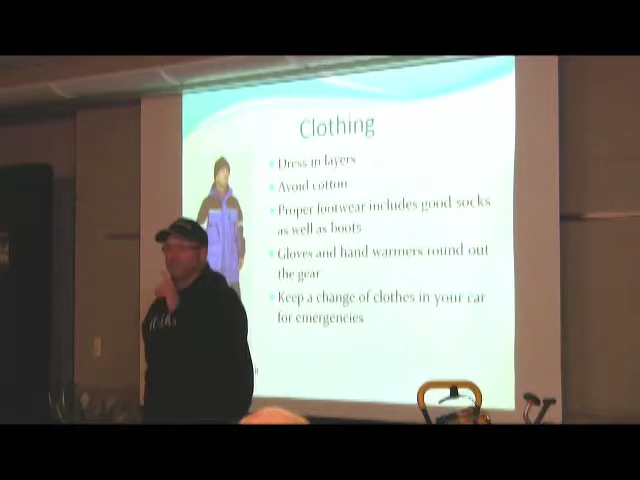 Clothing
Dress in layers
Avoid cotton
Proper footwear includes good socks
as well as boots
Gloves and hand warmers round out
the gear
Keep a change of clothes in your car
for emergencies